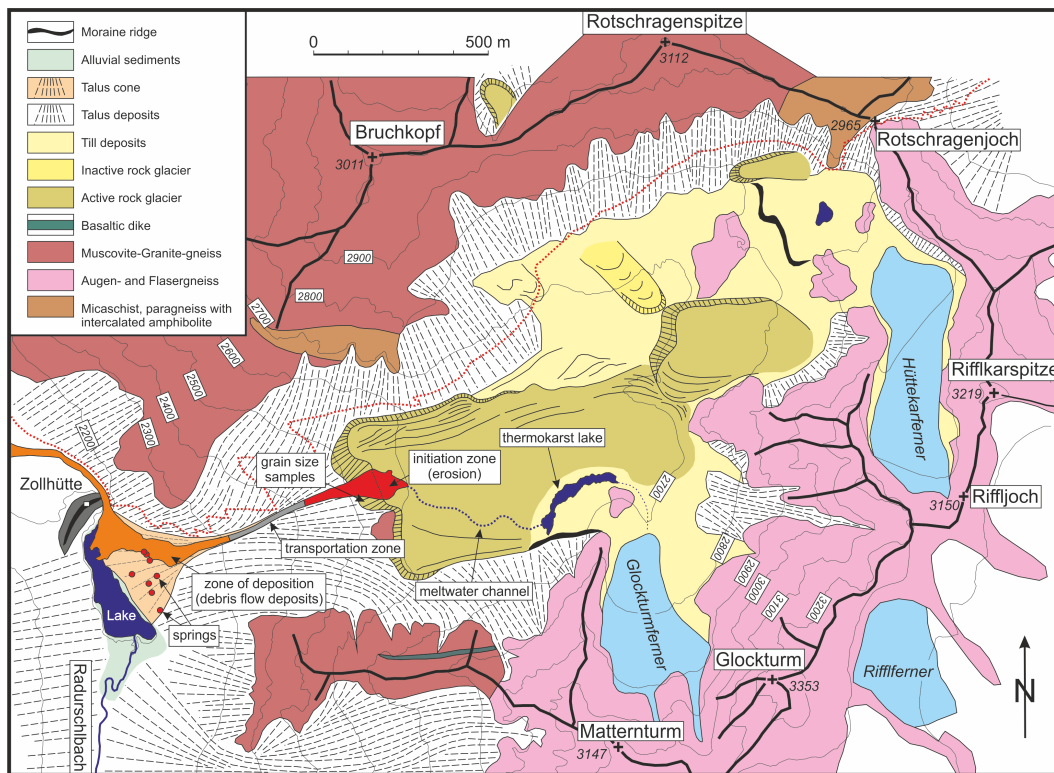 Moraine ridge
Alluvial sediments
Talus cone
Talus deposits
Till deposits
Inactive rock glacier
Active rock glacier
Basaltic dike
Muscovite-Granite-gneiss
Augen- and Flasergneiss
Micaschist, paragneiss with
intercalated amphibolite
0 500 m
Rotschragenspitze
3112
Bruchkopf
3011
2965
Rotschragenjoch
2900
2800
2700
2600
2500
2400
2300
2200
Hüttekarferner
Rifflkarspitze
3219
thermokarst lake
initiation zone
(erosion)
grain size
samples
2700
Zollhütte
3150
Riffljoch
transportation zone
2800
2900
3000
3100
3200
zone of deposition
(debris flow deposits)
meltwater channel
Glockturmferner
Lake
springs
Glockturm
3353
Rifflferner
N
Radurschlbach
Matternturm
3147